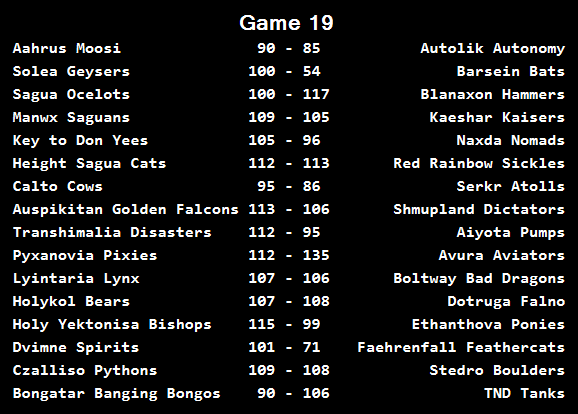 Game 19
Aahrus Moosi 90 - 85 Autolik Autonomy
Solea Geysers 100 - 54 Barsein Bats
Sagua Ocelots 100 - 117 Blanaxon Hammers
Manwx Saguans 109 - 105 Kaeshar Kaisers
Key to Don Yees 105 - 96 Naxda Nomads
Height Sagua Cats 112 - 113 Red Rainbow Sickles
Calto Cows 95 - 86 Serkr Atolls
Auspikitan Golden Falcons 113 - 106 Shmupland Dictators
Transhimalia Disasters 112 - 95 Aiyota Pumps
Pyxanovia Pixies 112 - 135 Avura Aviators
Lyintaria Lynx 107 - 106 Boltway Bad Dragons
Holykol Bears 107 - 108 Dotruga Falno
Holy Yektonisa Bishops 115 - 99 Ethanthova Ponies
Dvimne Spirits 101 - 71 Faehrenfall Feathercats
Czalliso Pythons 109 - 108 Stedro Boulders
Bongatar Banging Bongos 90 - 106 TND Tanks